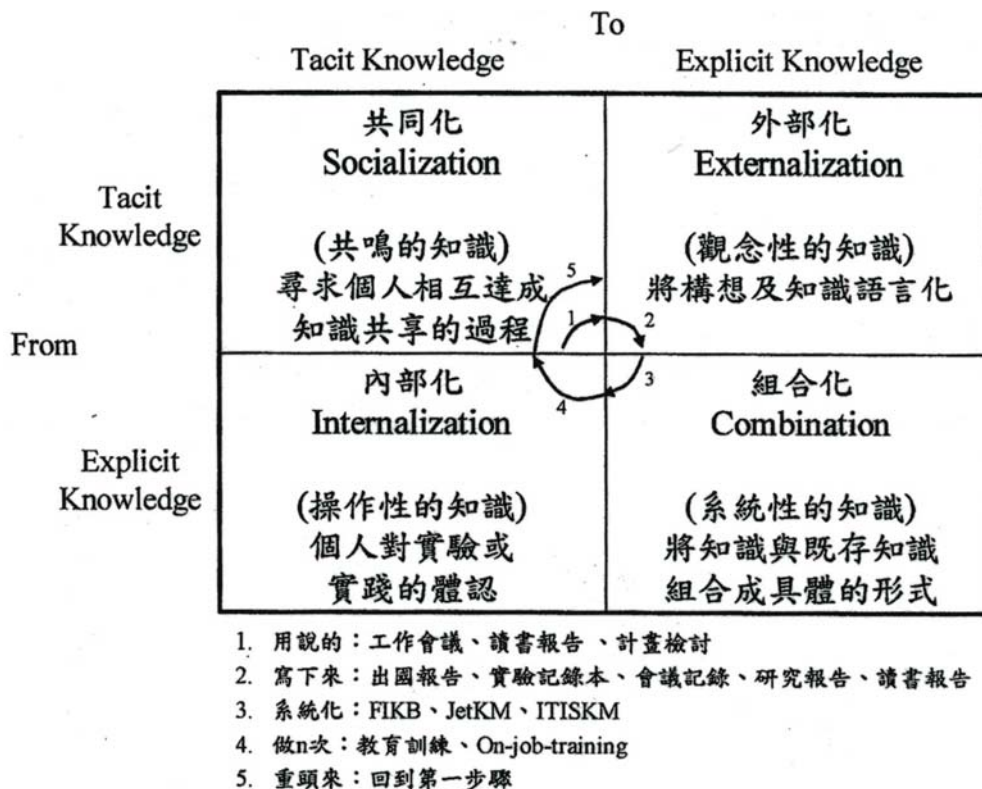 To
Tacit Knowledge
Explicit Knowledge
From
Tacit
Knowledge
共同化
Socialization
(共鳴的知識)
尋求個人相互達成
知識共享的過程
外部化
Externalization
(觀念性的知識)
將構想及知識語言化
5
1
2
3
4
Explicit
Knowledge
內部化
Internalization
(操作性的知識)
個人對實驗或
實踐的體認
組合化
Combination
(系統性的知識)
將知識與既存知識
組合成具體的形式
1. 用說的：工作會議、讀書報告、計畫檢討
2. 寫下來：出國報告、實驗記錄本、會議記錄、研究報告、讀書報告
3. 系統化：FIKB、JetKM、ITISKM
4. 做n次：教育訓練、On-job-training
5. 重頭來：回到第一步驟